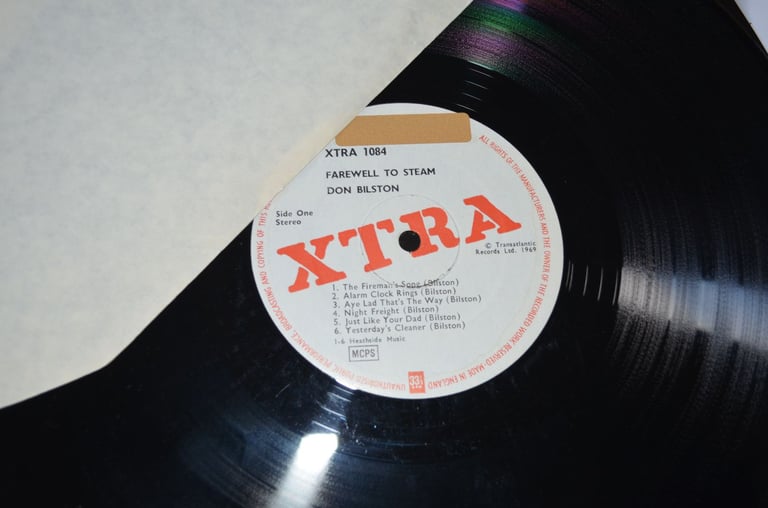 XTRA 1084
FAREWELL TO STEAM
DON BILSTON
Side One
Stereo
XTRA
© Transatlantic
Records Ltd. 1969
1. The Fireman's Song (Bilston)
2. Alarm Clock Rings (Bilston)
3. Aye Lad That's The Way (Bilston)
4. Night Freight (Bilston)
5. Just Like Your Dad (Bilston)
6. Yesterday's Cleaner (Bilston)
1-6 Heathside Music
MCPS
33⅓
ALL RIGHTS OF THE MANUFACTURERS AND THE OWNER OF THE RECORDED WORK RESERVED-MADE IN ENGLAND
UNAUTHORISED PUBLIC PERFORMANCE, BROADCASTING AND COPYING OF THIS